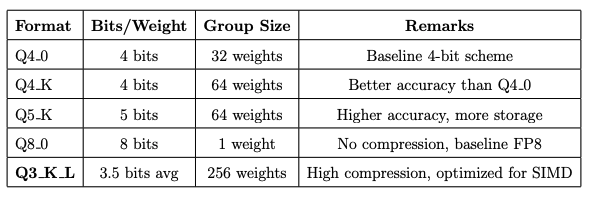 Format Bits/Weight Group Size Remarks
Q4_0 4 bits 32 weights Baseline 4-bit scheme
Q4_K 4 bits 64 weights Better accuracy than Q4_0
Q5_K 5 bits 64 weights Higher accuracy, more storage
Q8_0 8 bits 1 weight No compression, baseline FP8
Q3_K_L 3.5 bits avg 256 weights High compression, optimized for SIMD